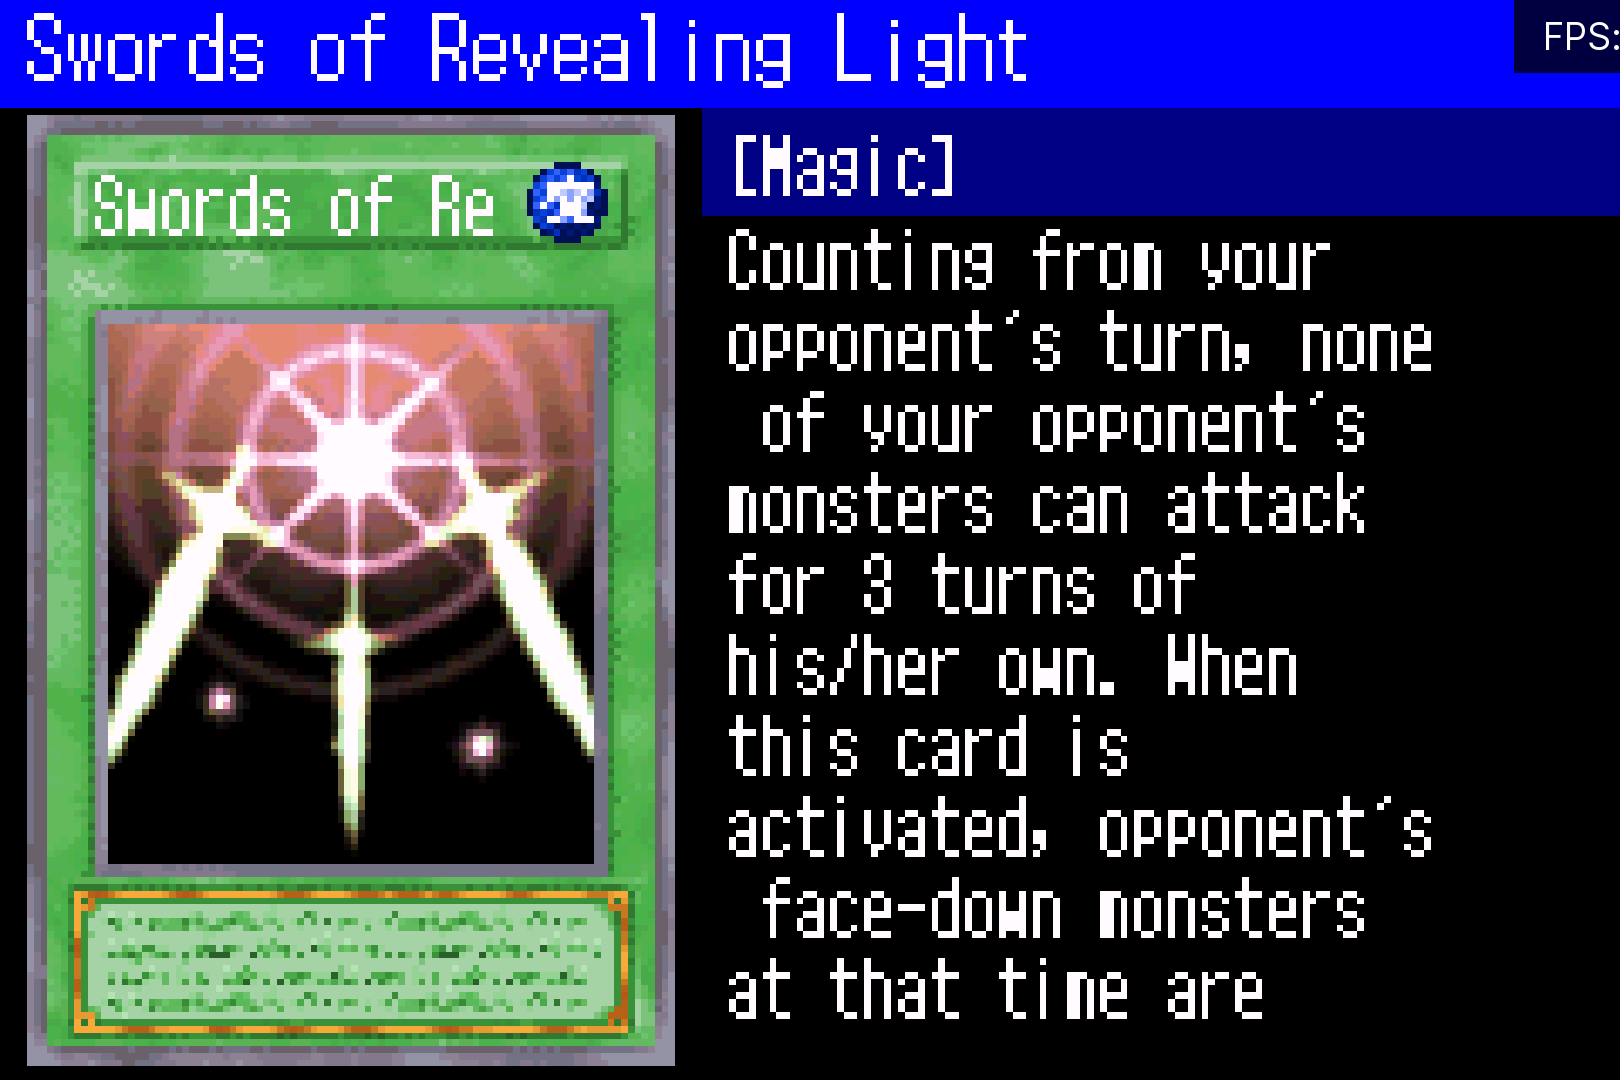 Swords of Revealing Light
FPS:
Swords of Re
[Magic]
Counting from your
opponent's turn, none
of your opponent's
monsters can attack
for 3 turns of
his/her own. When
this card is
activated, opponent's
face-down monsters
at that time are